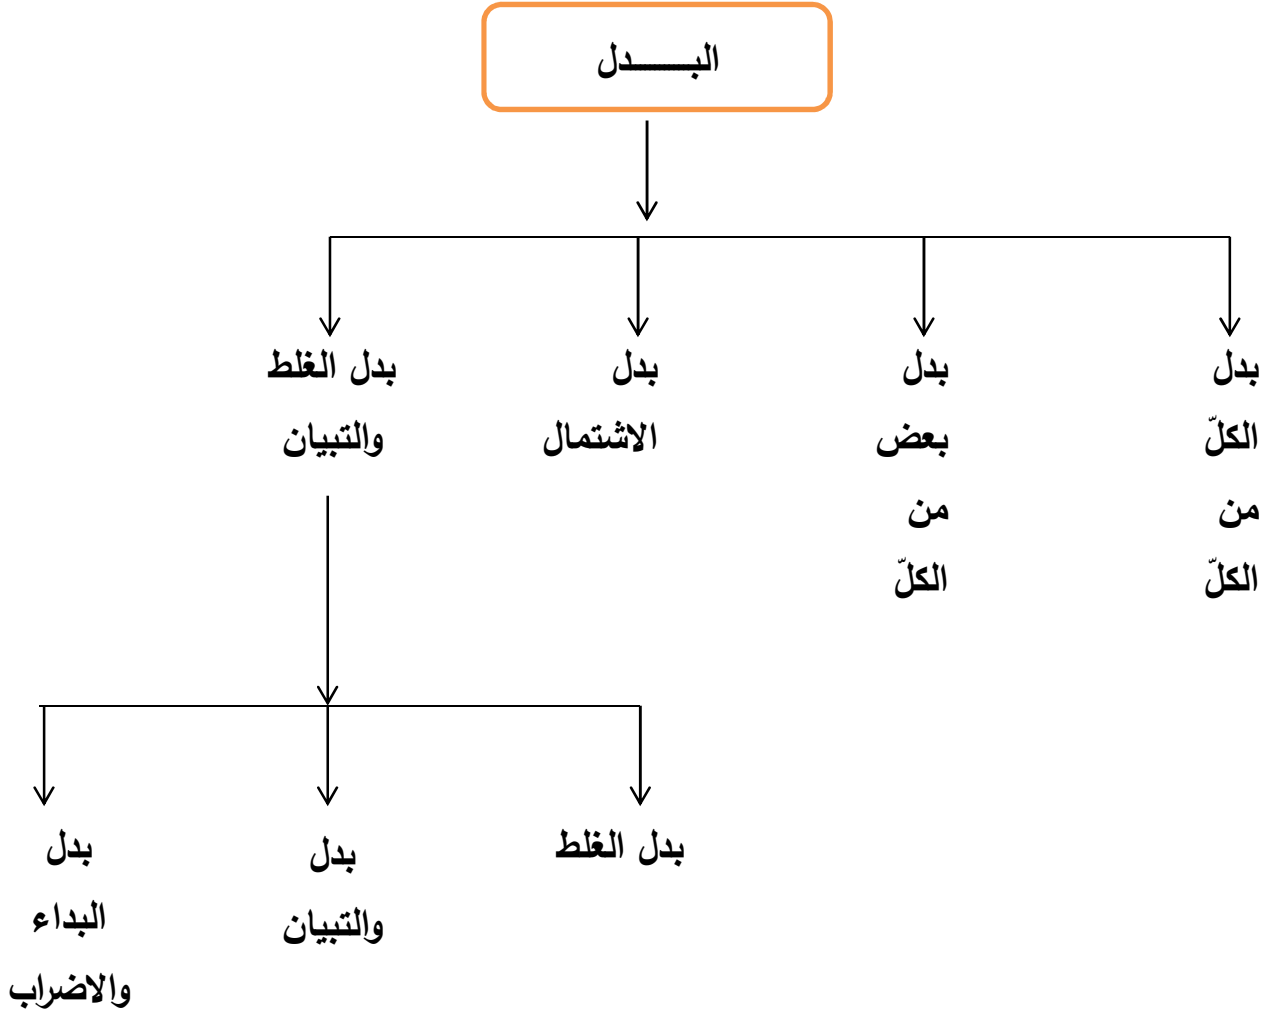 البــــــدل
بدل
الكلّ
من
الكلّ
بدل
بعض
من
الكلّ
بدل
الاشتمال
بدل الغلط
والتبيان
بدل الغلط
بدل
والتبيان
بدل
البداء
والاضراب